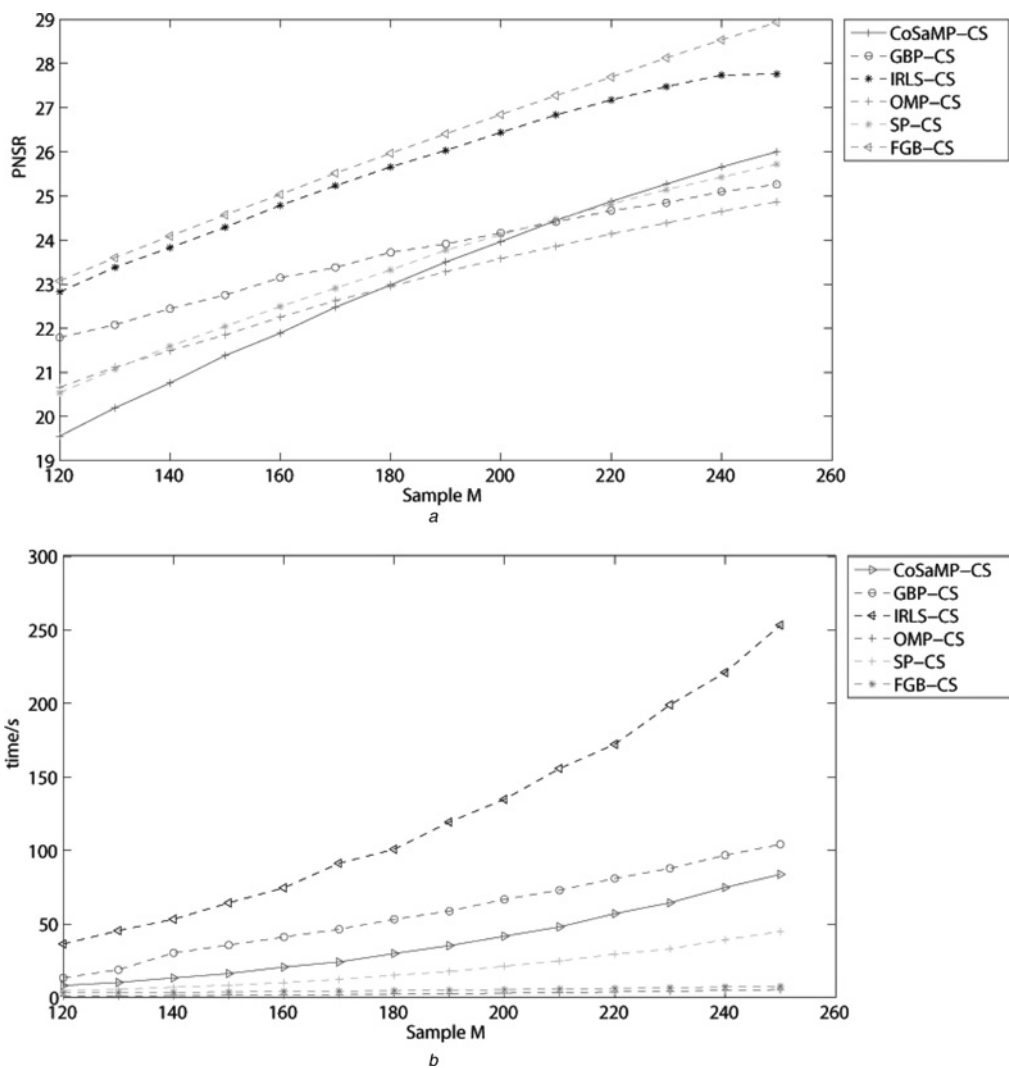 29
28
27
26
25
24
23
22
21
20
19
PNSR
120
140
160
180
200
220
240
260
Sample M
CoSaMP–CS
GBP–CS
IRLS–CS
OMP–CS
SP–CS
FGB–CS
a
300
250
200
150
100
50
0
time/s
120
140
160
180
200
220
240
260
Sample M
CoSaMP–CS
GBP–CS
IRLS–CS
OMP–CS
SP–CS
FGB–CS
b